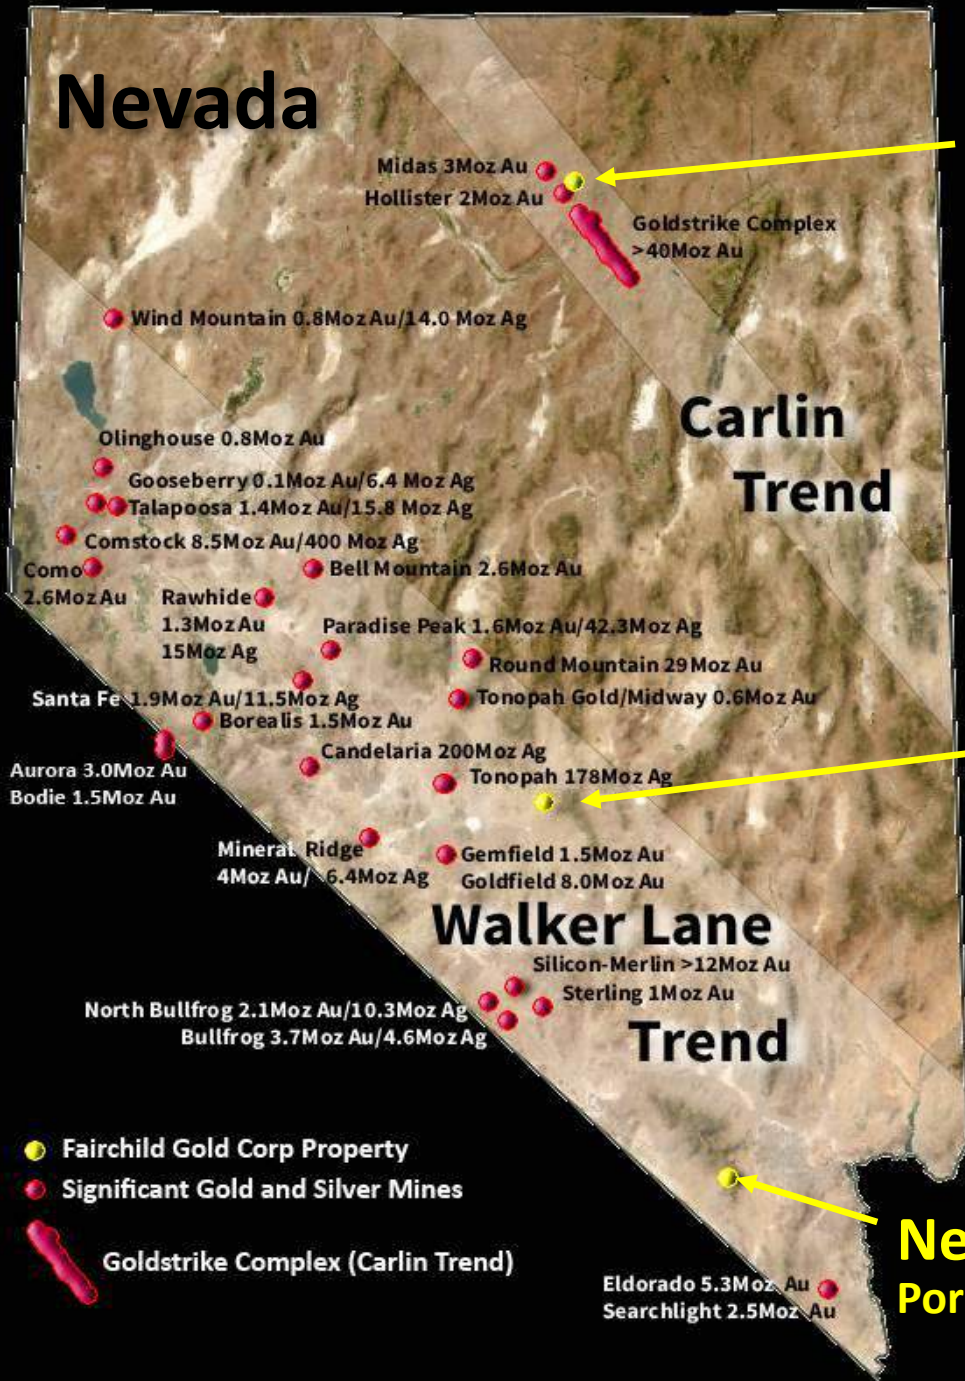 Nevada
Midas 3Moz Au
Hollister 2Moz Au
Goldstrike Complex
>40Moz Au
Wind Mountain 0.8Moz Au/14.0 Moz Ag
Carlin
Trend
Olinghouse 0.8Moz Au
Gooseberry 0.1Moz Au/6.4 Moz Ag
Talapoosa 1.4Moz Au/15.8 Moz Ag
Comstock 8.5Moz Au/400 Moz Ag
Como
2.6Moz Au
Bell Mountain 2.6Moz Au
Rawhide
1.3Moz Au
15Moz Ag
Paradise Peak 1.6Moz Au/42.3Moz Ag
Round Mountain 29Moz Au
Santa Fe 1.9Moz Au/11.5Moz Ag
Tonopah Gold/Midway 0.6Moz Au
Borealis 1.5Moz Au
Aurora 3.0Moz Au
Bodie 1.5Moz Au
Candelaria 200Moz Ag
Tonopah 178Moz Ag
Mineral Ridge
4Moz Au/ 6.4Moz Ag
Gemfield 1.5Moz Au
Goldfield 8.0Moz Au
Walker Lane
Trend
Silicon-Merlin >12Moz Au
Sterling 1Moz Au
North Bullfrog 2.1Moz Au/10.3Moz Ag
Bullfrog 3.7Moz Au/4.6Moz Ag
Fairchild Gold Corp Property
Significant Gold and Silver Mines
Goldstrike Complex (Carlin Trend)
Ne
Por
Eldorado 5.3Moz Au
Searchlight 2.5Moz Au